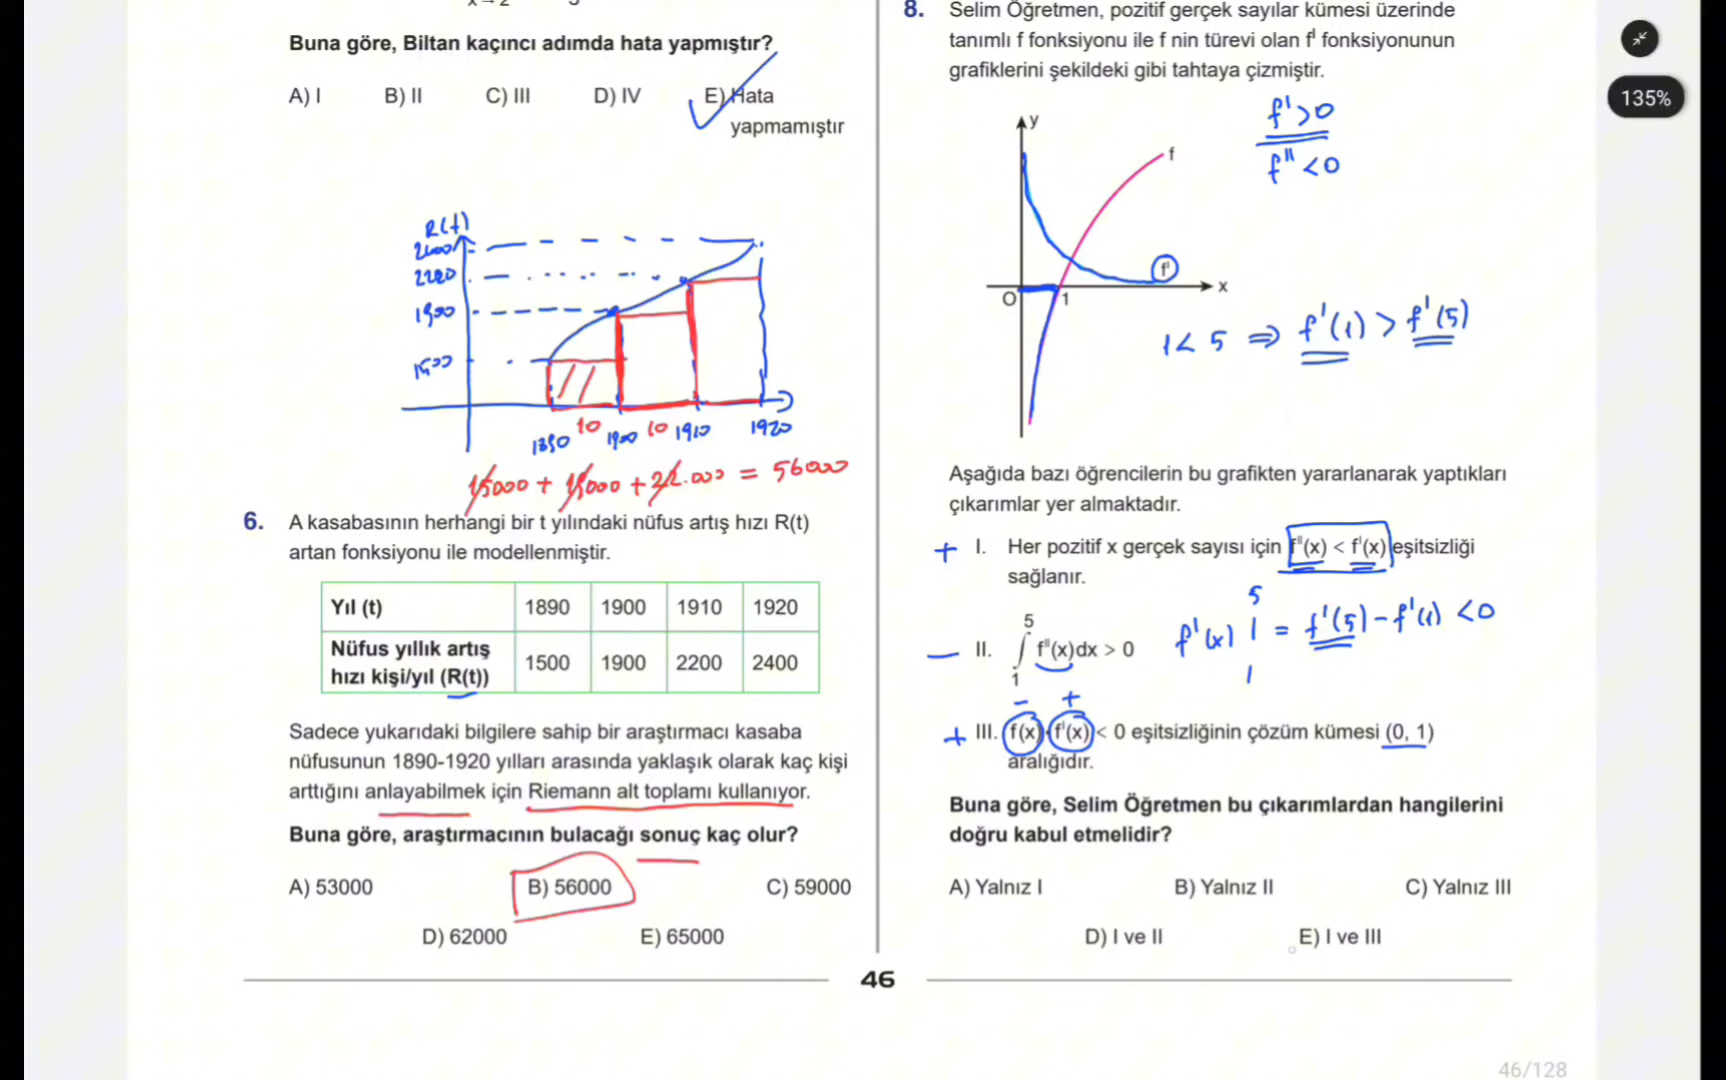 Buna göre, Biltan kaçıncı adımda hata yapmıştır?
A) I B) II C) III D) IV E) Hata
yapmamıştır
R(t)
2400
2200
1900
1500
10 10
1890 1900 1910 1920
15000 + 19000 + 22.000 = 56000
6. A kasabasının herhangi bir t yılındaki nüfus artış hızı R(t)
artan fonksiyonu ile modellenmiştir.
Yıl (t) 1890 1900 1910 1920
Nüfus yıllık artış
hızı kişi/yıl (R(t)) 1500 1900 2200 2400
Sadece yukarıdaki bilgilere sahip bir araştırmacı kasaba
nüfusunun 1890-1920 yılları arasında yaklaşık olarak kaç kişi
arttığını anlayabilmek için Riemann alt toplamı kullanıyor.
Buna göre, araştırmacının bulacağı sonuç kaç olur?
A) 53000 B) 56000 C) 59000
D) 62000 E) 65000
8. Selim Öğretmen, pozitif gerçek sayılar kümesi üzerinde
tanımlı f fonksiyonu ile f nin türevi olan f' fonksiyonunun
grafiklerini şekildeki gibi tahtaya çizmiştir.
f' > 0
f'' < 0
y
f
f'
O 1 x
1 < 5 ⇒ f'(1) > f'(5)
Aşağıda bazı öğrencilerin bu grafikten yararlanarak yaptıkları
çıkarımlar yer almaktadır.
+ I. Her pozitif x gerçek sayısı için f''(x) < f'(x) eşitsizliği
sağlanır.
— II. ∫₁⁵ f''(x)dx > 0 f'(x) |₁⁵ = f'(5) - f'(1) < 0
- +
+ III. f(x) · f'(x) < 0 eşitsizliğinin çözüm kümesi (0, 1)
aralığıdır.
Buna göre, Selim Öğretmen bu çıkarımlardan hangilerini
doğru kabul etmelidir?
A) Yalnız I B) Yalnız II C) Yalnız III
D) I ve II E) I ve III
46
135%
46/128